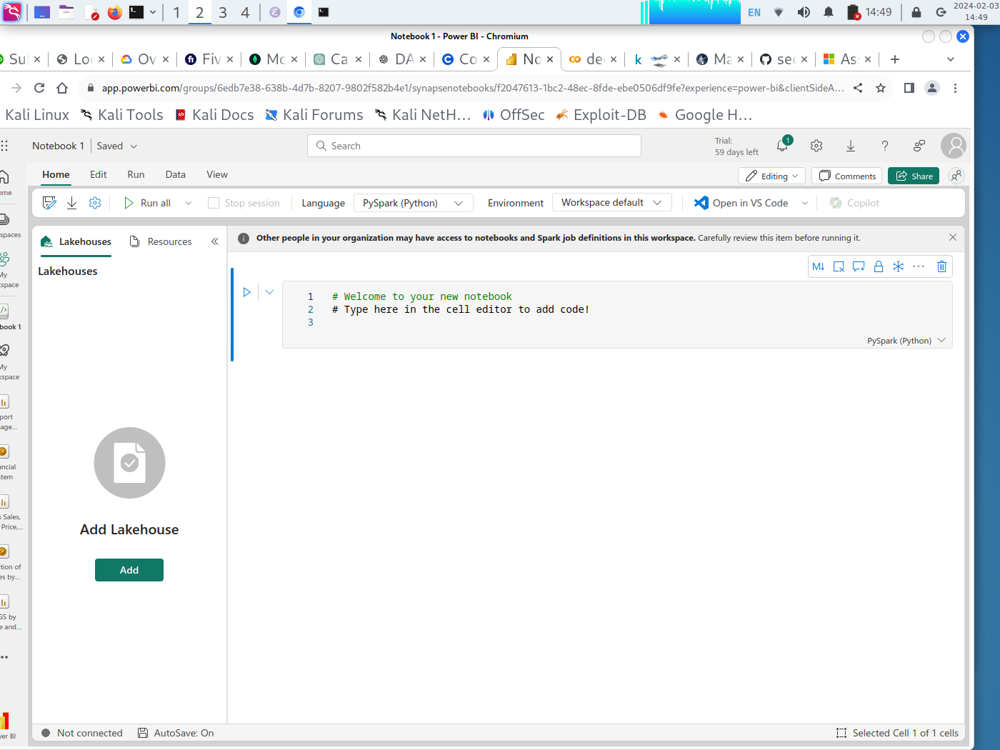 1 2 3 4 EN 14:49 2024-02-03
14:49
Notebook 1 - Power BI - Chromium
Su Lo Ov Fiv Mo Ca DA Co No de k Ma sec As
app.powerbi.com/groups/6edb7e38-638b-4d7b-8207-9802f582b4e1/synapsenotebooks/f2047613-1bc2-48ec-8fde-ebe0506df9fe?experience=power-bi&clientSideA...
Kali Linux Kali Tools Kali Docs Kali Forums Kali NetH... OffSec Exploit-DB Google H...
Notebook 1 Saved Search Trial:
59 days left
1
Home Edit Run Data View Editing Comments Share
Run all Stop session Language PySpark (Python) Environment Workspace default Open in VS Code Copilot
Lakehouses Resources
Other people in your organization may have access to notebooks and Spark job definitions in this workspace. Carefully review this item before running it.
Lakehouses
M↓ ...
1 # Welcome to your new notebook
2 # Type here in the cell editor to add code!
3
PySpark (Python)
ome
spaces
My
kspace
book 1
My
kspace
port
age...
ancial
stem
s Sales,
Price,...
tion of
es by...
GS by
e and...
wer BI
Add Lakehouse
Add
Not connected AutoSave: On Selected Cell 1 of 1 cells